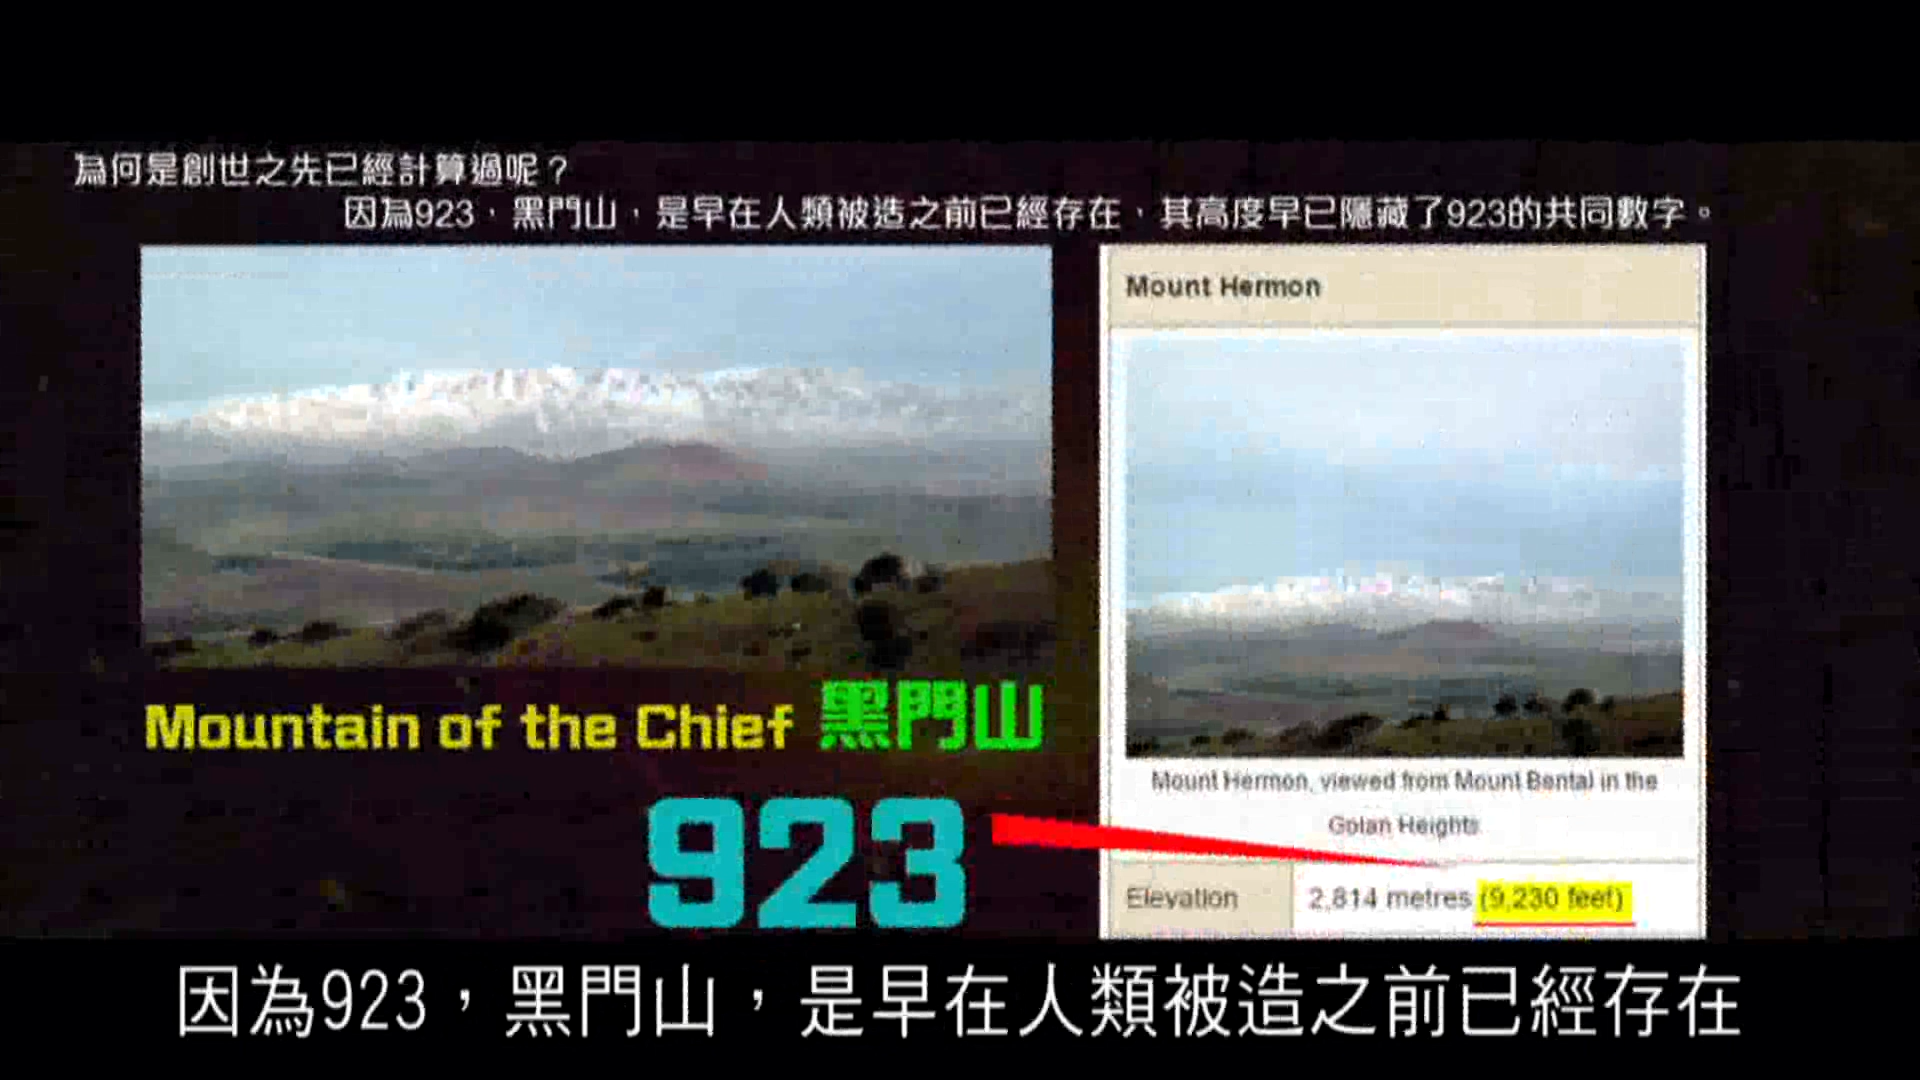 為何是創世之先已經計算過呢？
因為923，黑門山，是早在人類被造之前已經存在，其高度早已隱藏了923的共同數字。
Mount Hermon
Mountain of the Chief 黑門山
923
Mount Hermon, viewed from Mount Bental in the
Golan Heights
Elevation 2,814 metres (9,230 feet)
因為923，黑門山，是早在人類被造之前已經存在